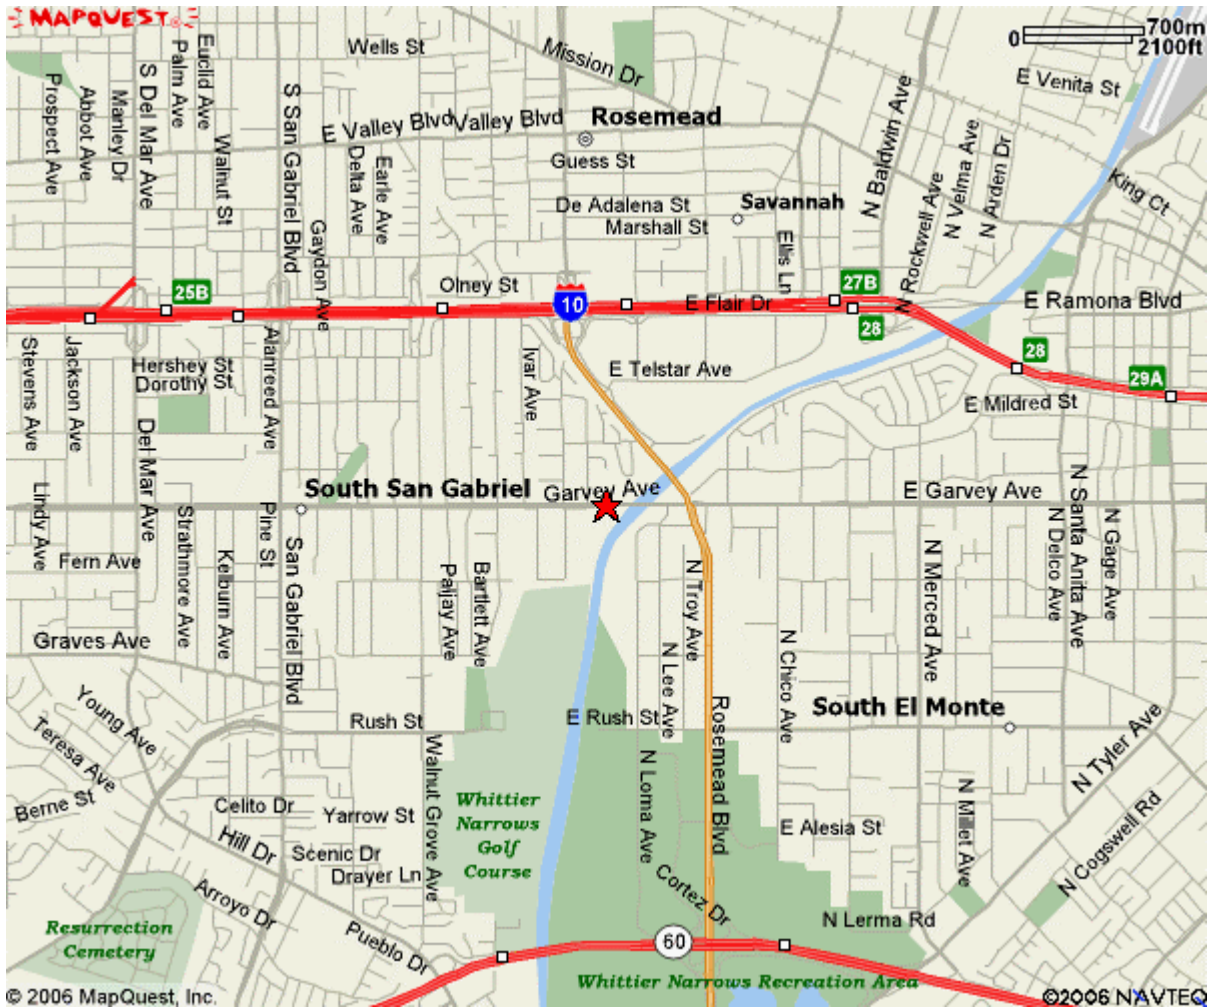 MAPQUEST
700m
0
2100ft
Wells St
Mission Dr
E Venita St
Prospect Ave
Abbot Ave
Manley Dr
S Del Mar Ave
Palm Ave
Euclid Ave
Walnut St
S San Gabriel Blvd
E Valley Blvd
Valley Blvd
Rosemead
Guess St
Delta Ave
Earle Ave
N Baldwin Ave
N Velma Ave
N Arden Dr
King Ct
De Adalena St
Savannah
Marshall St
Gaydon Ave
Ellis Ln
N Rockwell Ave
25B
Olney St
10
E Flair Dr
27B
28
E Ramona Blvd
28
29A
Stevens Ave
Jackson Ave
Hershey St
Dorothy St
Alanreed Ave
Ivar Ave
E Telstar Ave
E Mildred St
Del Mar Ave
South San Gabriel
Garvey Ave
E Garvey Ave
Lindy Ave
Fern Ave
Strathmore Ave
Kelburn Ave
Pine St
San Gabriel Blvd
Paljay Ave
Bartlett Ave
N Troy Ave
N Merced Ave
N Delco Ave
N Santa Anita Ave
N Gage Ave
Graves Ave
N Lee Ave
N Chico Ave
Young Ave
Teresa Ave
Berne St
Rush St
E Rush St
Rosemead Blvd
South El Monte
N Tyler Ave
Walnut Grove Ave
N Loma Ave
Celito Dr
Yarrow St
Whittier
Narrows
Golf
Course
E Alesia St
N Millet Ave
N Cogswell Rd
Hill Dr
Scenic Dr
Drayer Ln
Cortez Dr
Arroyo Dr
Pueblo Dr
N Lerma Rd
Resurrection
Cemetery
60
Whittier Narrows Recreation Area
© 2006 MapQuest, Inc.
©2006 NAVTEQ